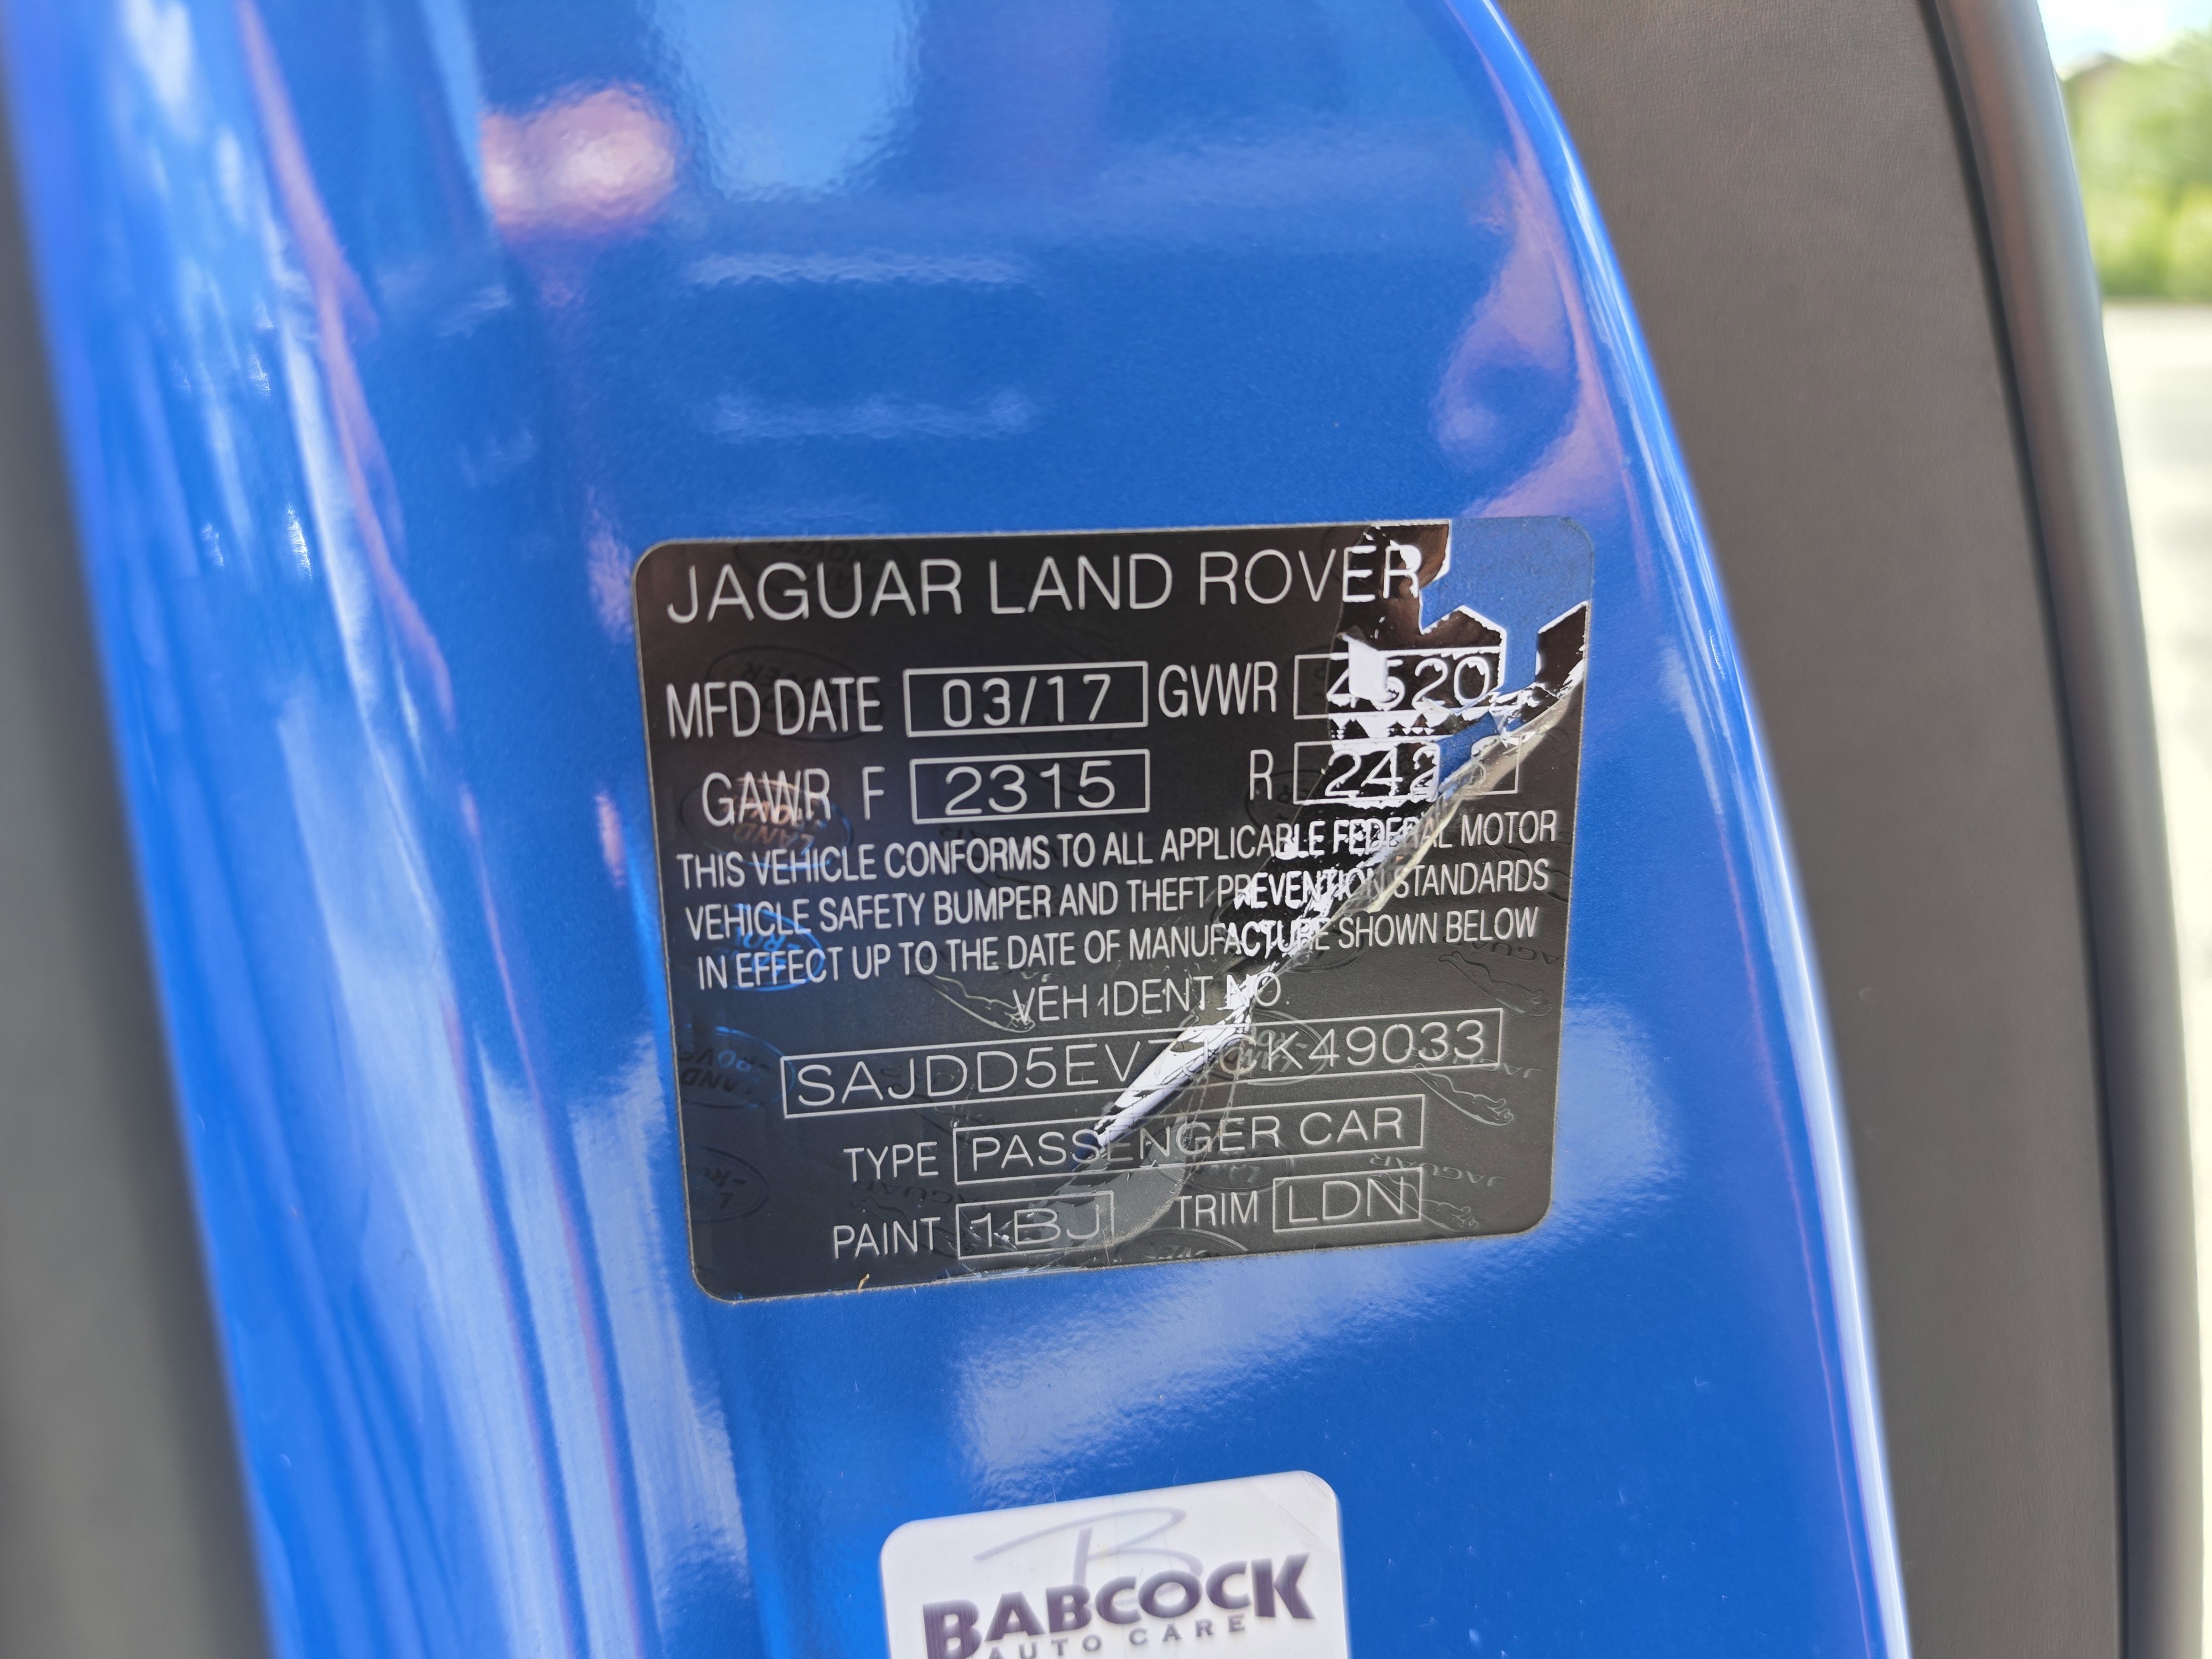 JAGUAR LAND ROVER
MFD DATE 03/17 GVWR
GAWR F 2315 R
THIS VEHICLE CONFORMS TO ALL APPLICABLE FEDERAL MOTOR
VEHICLE SAFETY BUMPER AND THEFT PREVENTION STANDARDS
IN EFFECT UP TO THE DATE OF MANUFACTURE SHOWN BELOW
VEH IDENT NO
TYPE PASSENGER CAR
PAINT 1BJ TRIM LDN
BABCOCK
AUTO CARE